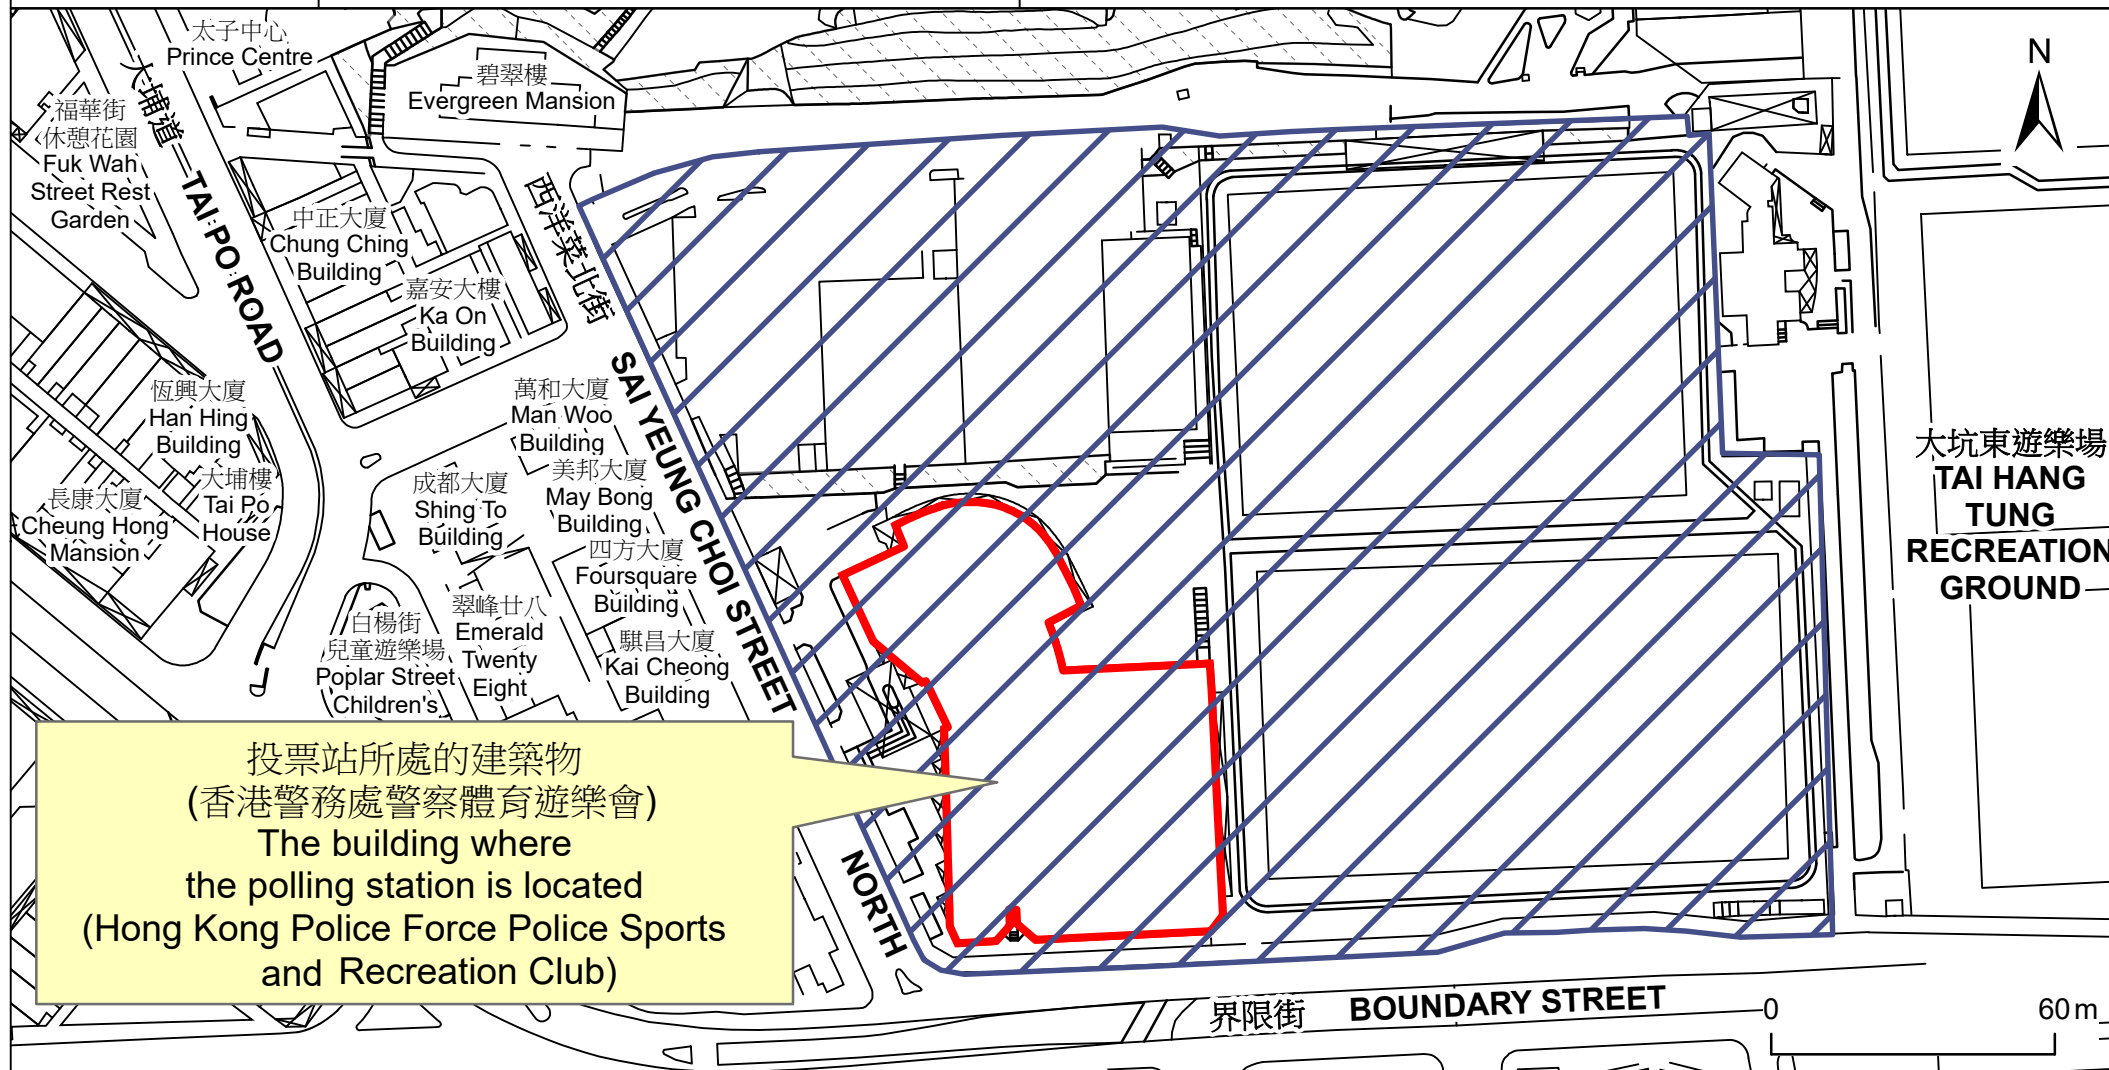 太子中心
Prince Centre
碧翠樓
Evergreen Mansion
N
大埔道
TAI PO ROAD
福華街
休憩花園
Fuk Wah
Street Rest
Garden
中正大廈
Chung Ching
Building
西洋菜北街
SAI YEUNG CHOI STREET
NORTH
嘉安大樓
Ka On
Building
恆興大廈
Han Hing
Building
萬和大廈
Man Woo
Building
大坑東遊樂場
TAI HANG
TUNG
RECREATION
GROUND
長康大廈
Cheung Hong
Mansion
大埔樓
Tai Po
House
成都大廈
Shing To
Building
美邦大廈
May Bong
Building
四方大廈
Foursquare
Building
白楊街
兒童遊樂場
Poplar Street
Children's
翠峰廿八
Emerald
Twenty
Eight
騏昌大廈
Kai Cheong
Building
投票站所處的建築物
(香港警務處警察體育遊樂會)
The building where
the polling station is located
(Hong Kong Police Force Police Sports
and Recreation Club)
界限街 BOUNDARY STREET
0 60 m